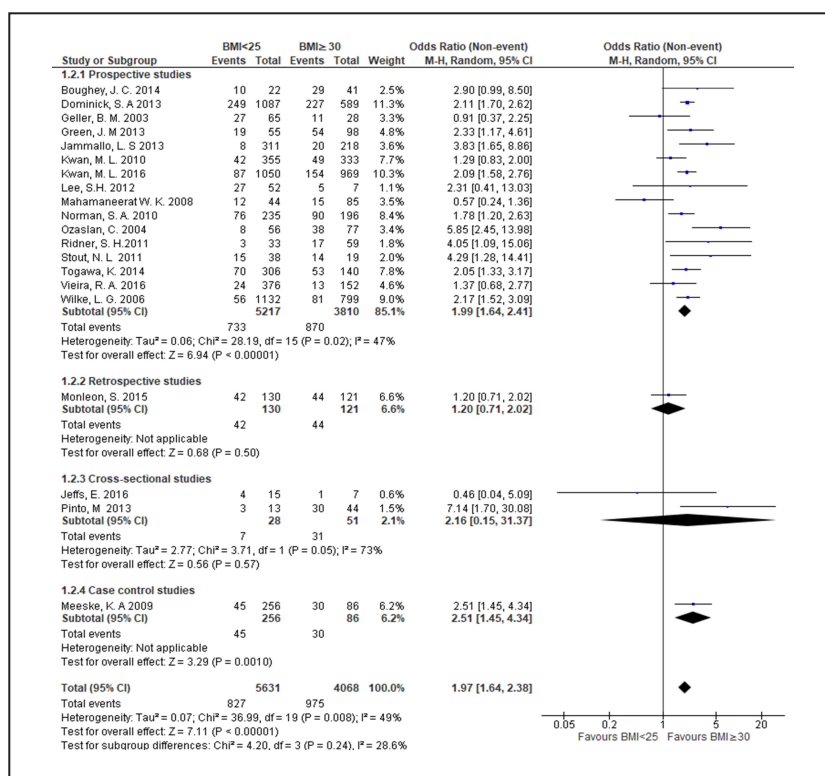 BMI<25 BMI≥30 Odds Ratio (Non-event) Odds Ratio (Non-event)
Study or Subgroup Events Total Events Total Weight M-H, Random, 95% CI M-H, Random, 95% CI
1.2.1 Prospective studies
Boughey, J. C. 2014 10 22 29 41 2.5% 2.90 [0.99, 8.50]
Dominick, S. A 2013 249 1087 227 589 11.3% 2.11 [1.70, 2.62]
Geller, B. M. 2003 27 65 11 28 3.3% 0.91 [0.37, 2.25]
Green, J. M 2013 19 55 54 98 4.8% 2.33 [1.17, 4.61]
Jammallo, L. S 2013 8 311 20 218 3.6% 3.83 [1.65, 8.86]
Kwan, M. L. 2010 42 355 49 333 7.7% 1.29 [0.83, 2.00]
Kwan, M. L. 2016 87 1050 154 969 10.3% 2.09 [1.58, 2.76]
Lee, S.H. 2012 27 52 5 7 1.1% 2.31 [0.41, 13.03]
Mahamaneerat W. K. 2008 12 44 15 85 3.5% 0.57 [0.24, 1.36]
Norman, S. A. 2010 76 235 90 196 8.4% 1.78 [1.20, 2.63]
Ozaslan, C. 2004 8 56 38 77 3.4% 5.85 [2.45, 13.98]
Ridner, S. H.2011 3 33 17 59 1.8% 4.05 [1.09, 15.06]
Stout, N. L 2011 15 38 14 19 2.1% 4.29 [1.28, 14.41]
Togawa, K. 2014 70 306 53 140 7.8% 2.05 [1.33, 3.17]
Vieira, R. A. 2016 24 376 13 152 4.7% 1.37 [0.68, 2.77]
Wilke, L. G. 2006 56 1132 81 799 9.0% 2.17 [1.52, 3.09]
Subtotal (95% CI) 5217 3810 85.1% 1.99 [1.64, 2.41]
Total events 733 870
Heterogeneity: Tau² = 0.06; Chi² = 28.19, df = 15 (P = 0.02); I² = 47%
Test for overall effect: Z = 6.94 (P < 0.00001)
1.2.2 Retrospective studies
Monleon, S. 2015 42 130 44 121 6.6% 1.20 [0.71, 2.02]
Subtotal (95% CI) 130 121 6.6% 1.20 [0.71, 2.02]
Total events 42 44
Heterogeneity: Not applicable
Test for overall effect: Z = 0.68 (P = 0.50)
1.2.3 Cross-sectional studies
Jeffs, E. 2016 4 15 1 7 0.6% 0.46 [0.04, 5.09]
Pinto, M 2013 3 13 30 44 1.5% 7.14 [1.70, 30.08]
Subtotal (95% CI) 28 51 2.1% 2.16 [0.15, 31.37]
Total events 7 31
Heterogeneity: Tau² = 2.77; Chi² = 3.71, df = 1 (P = 0.05); I² = 73%
Test for overall effect: Z = 0.56 (P = 0.57)
1.2.4 Case control studies
Meeske, K. A 2009 45 256 30 86 6.2% 2.51 [1.45, 4.34]
Subtotal (95% CI) 256 86 6.2% 2.51 [1.45, 4.34]
Total events 45 30
Heterogeneity: Not applicable
Test for overall effect: Z = 3.29 (P = 0.0010)
Total (95% CI) 5631 4068 100.0% 1.97 [1.64, 2.38]
Total events 827 975
Heterogeneity: Tau² = 0.07; Chi² = 36.99, df = 19 (P = 0.008); I² = 49%
Test for overall effect: Z = 7.11 (P < 0.00001)
Test for subgroup differences: Chi² = 4.20, df = 3 (P = 0.24), I² = 28.6%
0.05 0.2 1 5 20
Favours BMI<25 Favours BMI≥30